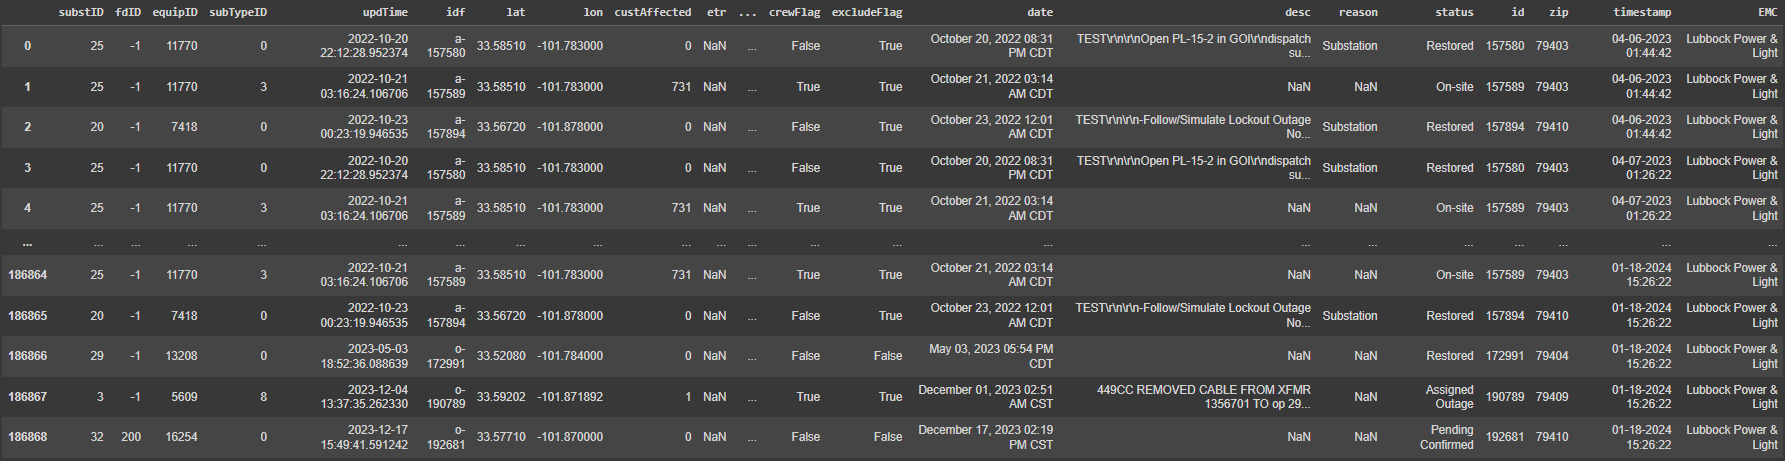 substID fdID equipID subTypeID updTime idf lat lon custAffected etr ... crewFlag excludeFlag date desc reason status id zip timestamp EMC
0 25 -1 11770 0 2022-10-20 22:12:28.952374 a-157580 33.58510 -101.783000 0 NaN ... False True October 20, 2022 08:31 PM CDT TEST\r\n\r\nOpen PL-15-2 in GOI\r\ndispatch su... Substation Restored 157580 79403 04-06-2023 01:44:42 Lubbock Power & Light
1 25 -1 11770 3 2022-10-21 03:16:24.106706 a-157589 33.58510 -101.783000 731 NaN ... True True October 21, 2022 03:14 AM CDT NaN NaN On-site 157589 79403 04-06-2023 01:44:42 Lubbock Power & Light
2 20 -1 7418 0 2022-10-23 00:23:19.946535 a-157894 33.56720 -101.878000 0 NaN ... False True October 23, 2022 12:01 AM CDT TEST\r\n\r\n-Follow/Simulate Lockout Outage No... Substation Restored 157894 79410 04-06-2023 01:44:42 Lubbock Power & Light
3 25 -1 11770 0 2022-10-20 22:12:28.952374 a-157580 33.58510 -101.783000 0 NaN ... False True October 20, 2022 08:31 PM CDT TEST\r\n\r\nOpen PL-15-2 in GOI\r\ndispatch su... Substation Restored 157580 79403 04-07-2023 01:26:22 Lubbock Power & Light
4 25 -1 11770 3 2022-10-21 03:16:24.106706 a-157589 33.58510 -101.783000 731 NaN ... True True October 21, 2022 03:14 AM CDT NaN NaN On-site 157589 79403 04-07-2023 01:26:22 Lubbock Power & Light
... ... ... ... ... ... ... ... ... ... ... ... ... ... ... ... ... ... ... ... ... ...
186864 25 -1 11770 3 2022-10-21 03:16:24.106706 a-157589 33.58510 -101.783000 731 NaN ... True True October 21, 2022 03:14 AM CDT NaN NaN On-site 157589 79403 01-18-2024 15:26:22 Lubbock Power & Light
186865 20 -1 7418 0 2022-10-23 00:23:19.946535 a-157894 33.56720 -101.878000 0 NaN ... False True October 23, 2022 12:01 AM CDT TEST\r\n\r\n-Follow/Simulate Lockout Outage No... Substation Restored 157894 79410 01-18-2024 15:26:22 Lubbock Power & Light
186866 29 -1 13208 0 2023-05-03 18:52:36.088639 o-172991 33.52080 -101.784000 0 NaN ... False False May 03, 2023 05:54 PM CDT NaN NaN Restored 172991 79404 01-18-2024 15:26:22 Lubbock Power & Light
186867 3 -1 5609 8 2023-12-04 13:37:35.262330 o-190789 33.59202 -101.871892 1 NaN ... True True December 01, 2023 02:51 AM CST 449CC REMOVED CABLE FROM XFMR 1356701 TO op 29... NaN Assigned Outage 190789 79409 01-18-2024 15:26:22 Lubbock Power & Light
186868 32 200 16254 0 2023-12-17 15:49:41.591242 o-192681 33.57710 -101.870000 0 NaN ... False False December 17, 2023 02:19 PM CST NaN NaN Pending Confirmed 192681 79410 01-18-2024 15:26:22 Lubbock Power & Light